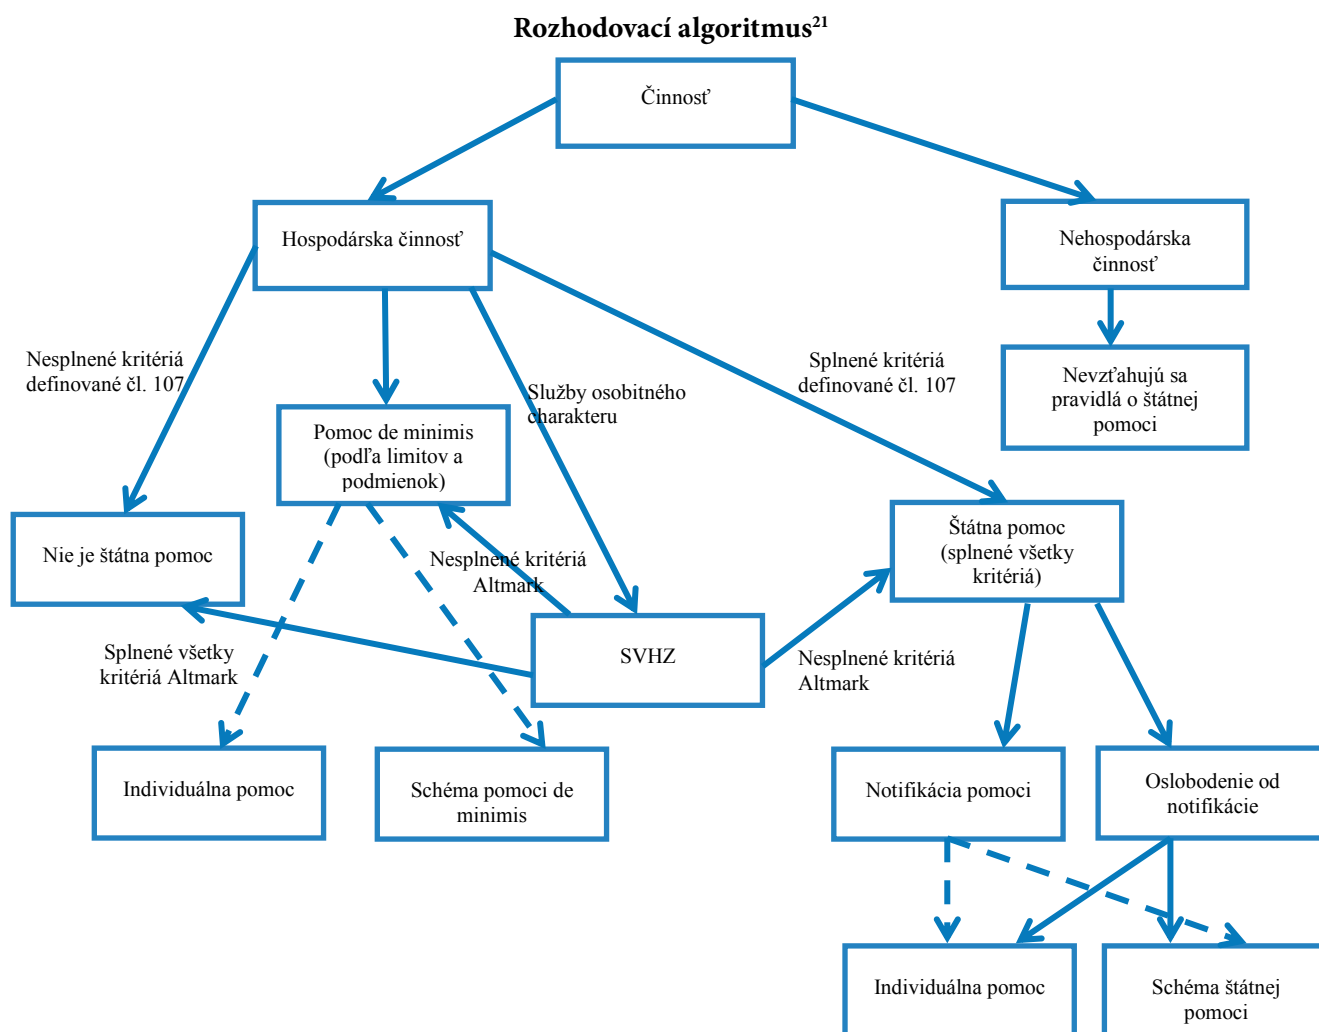 Rozhodovací algoritmus²¹
Činnosť
Hospodárska činnosť
Nehospodárska
činnosť
Nesplnené kritériá
definované čl. 107
Splnené kritériá
definované čl. 107
Nevzťahujú sa
pravidlá o štátnej
pomoci
Služby osobitného
charakteru
Pomoc de minimis
(podľa limitov a
podmienok)
Nie je štátna pomoc
Nesplnené kritériá
Altmark
Štátna pomoc
(splnené všetky
kritériá)
Splnené všetky
kritériá Altmark
SVHZ
Nesplnené kritériá
Altmark
Individuálna pomoc
Schéma pomoci de
minimis
Notifikácia pomoci
Oslobodenie od
notifikácie
Individuálna pomoc
Schéma štátnej
pomoci